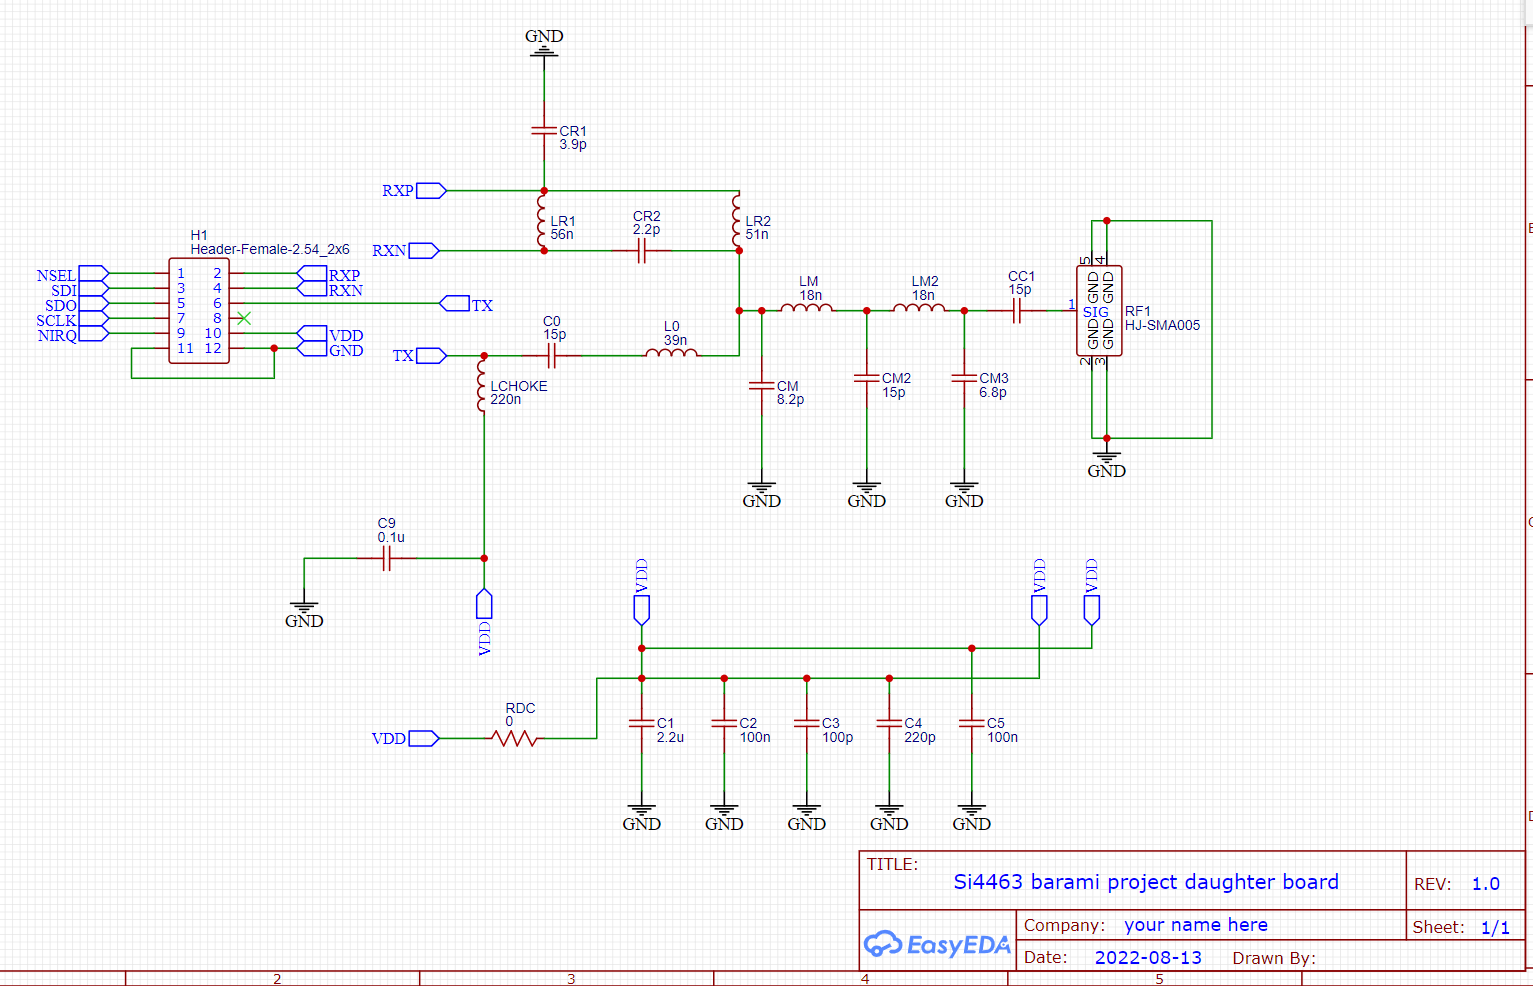 GND
CR1
3.9p
RXP
LR1
56n
CR2
2.2p
LR2
51n
RXN
H1
Header-Female-2.54_2x6
NSEL 1 2 RXP
SDI 3 4 RXN
SDO 5 6 TX
SCLK 7 8
NIRQ 9 10 VDD
11 12 GND
TX
C0
15p
L0
39n
LCHOKE
220n
LM
18n
LM2
18n
CC1
15p
CM
8.2p
CM2
15p
CM3
6.8p
GND
GND
GND
5 4
GND GND
1 SIG
GND GND
2 3
RF1
HJ-SMA005
GND
C9
0.1u
GND
VDD
VDD
VDD
VDD
VDD
RDC
0
C1
2.2u
C2
100n
C3
100p
C4
220p
C5
100n
GND
GND
GND
GND
GND
TITLE:
Si4463 barami project daughter board
REV: 1.0
EasyEDA
Company: your name here
Sheet: 1/1
Date: 2022-08-13 Drawn By:
2 3 4 5